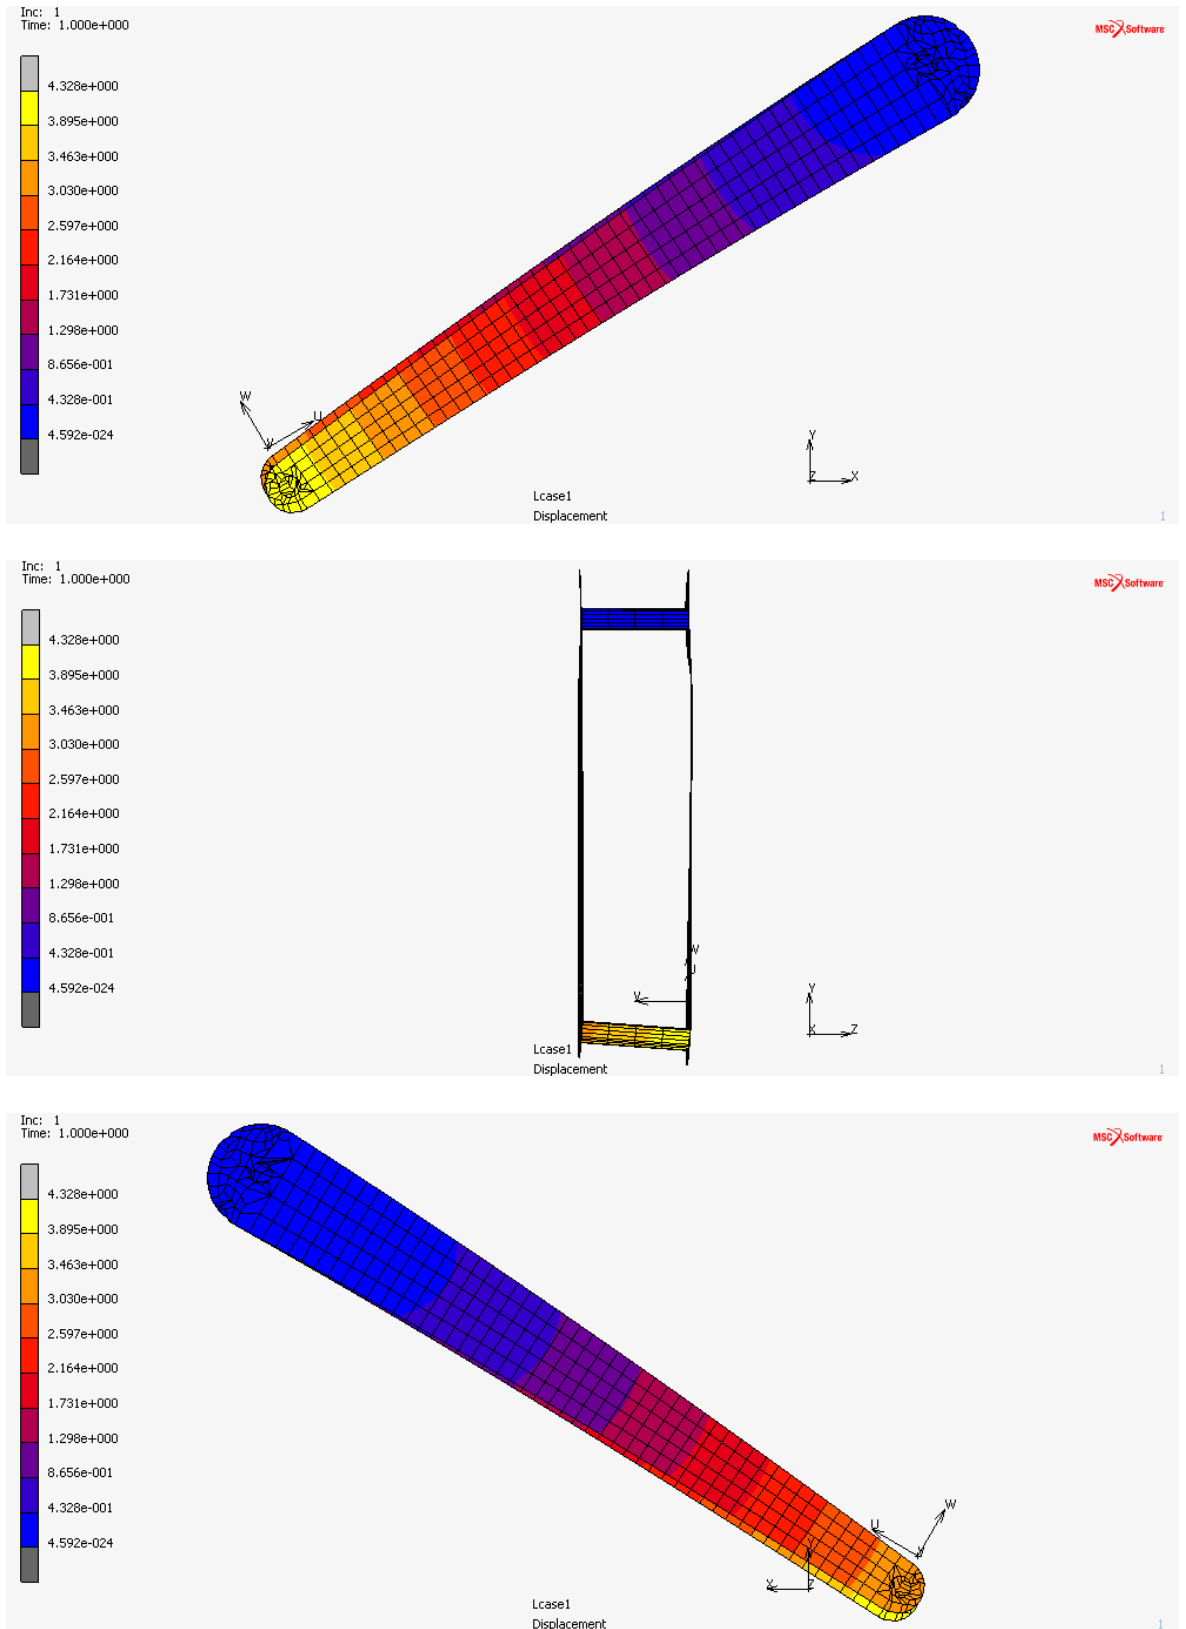 Inc: 1
Time: 1.000e+000
MSC Software
4.328e+000
3.895e+000
3.463e+000
3.030e+000
2.597e+000
2.164e+000
1.731e+000
1.298e+000
8.656e-001
4.328e-001
4.592e-024
W
U
V
Y
Z
X
Lcase1
Displacement
1
Inc: 1
Time: 1.000e+000
MSC Software
4.328e+000
3.895e+000
3.463e+000
3.030e+000
2.597e+000
2.164e+000
1.731e+000
1.298e+000
8.656e-001
4.328e-001
4.592e-024
W
U
V
Y
X
Z
Lcase1
Displacement
1
Inc: 1
Time: 1.000e+000
MSC Software
4.328e+000
3.895e+000
3.463e+000
3.030e+000
2.597e+000
2.164e+000
1.731e+000
1.298e+000
8.656e-001
4.328e-001
4.592e-024
W
U
V
Y
X
Z
Lcase1
Displacement
1